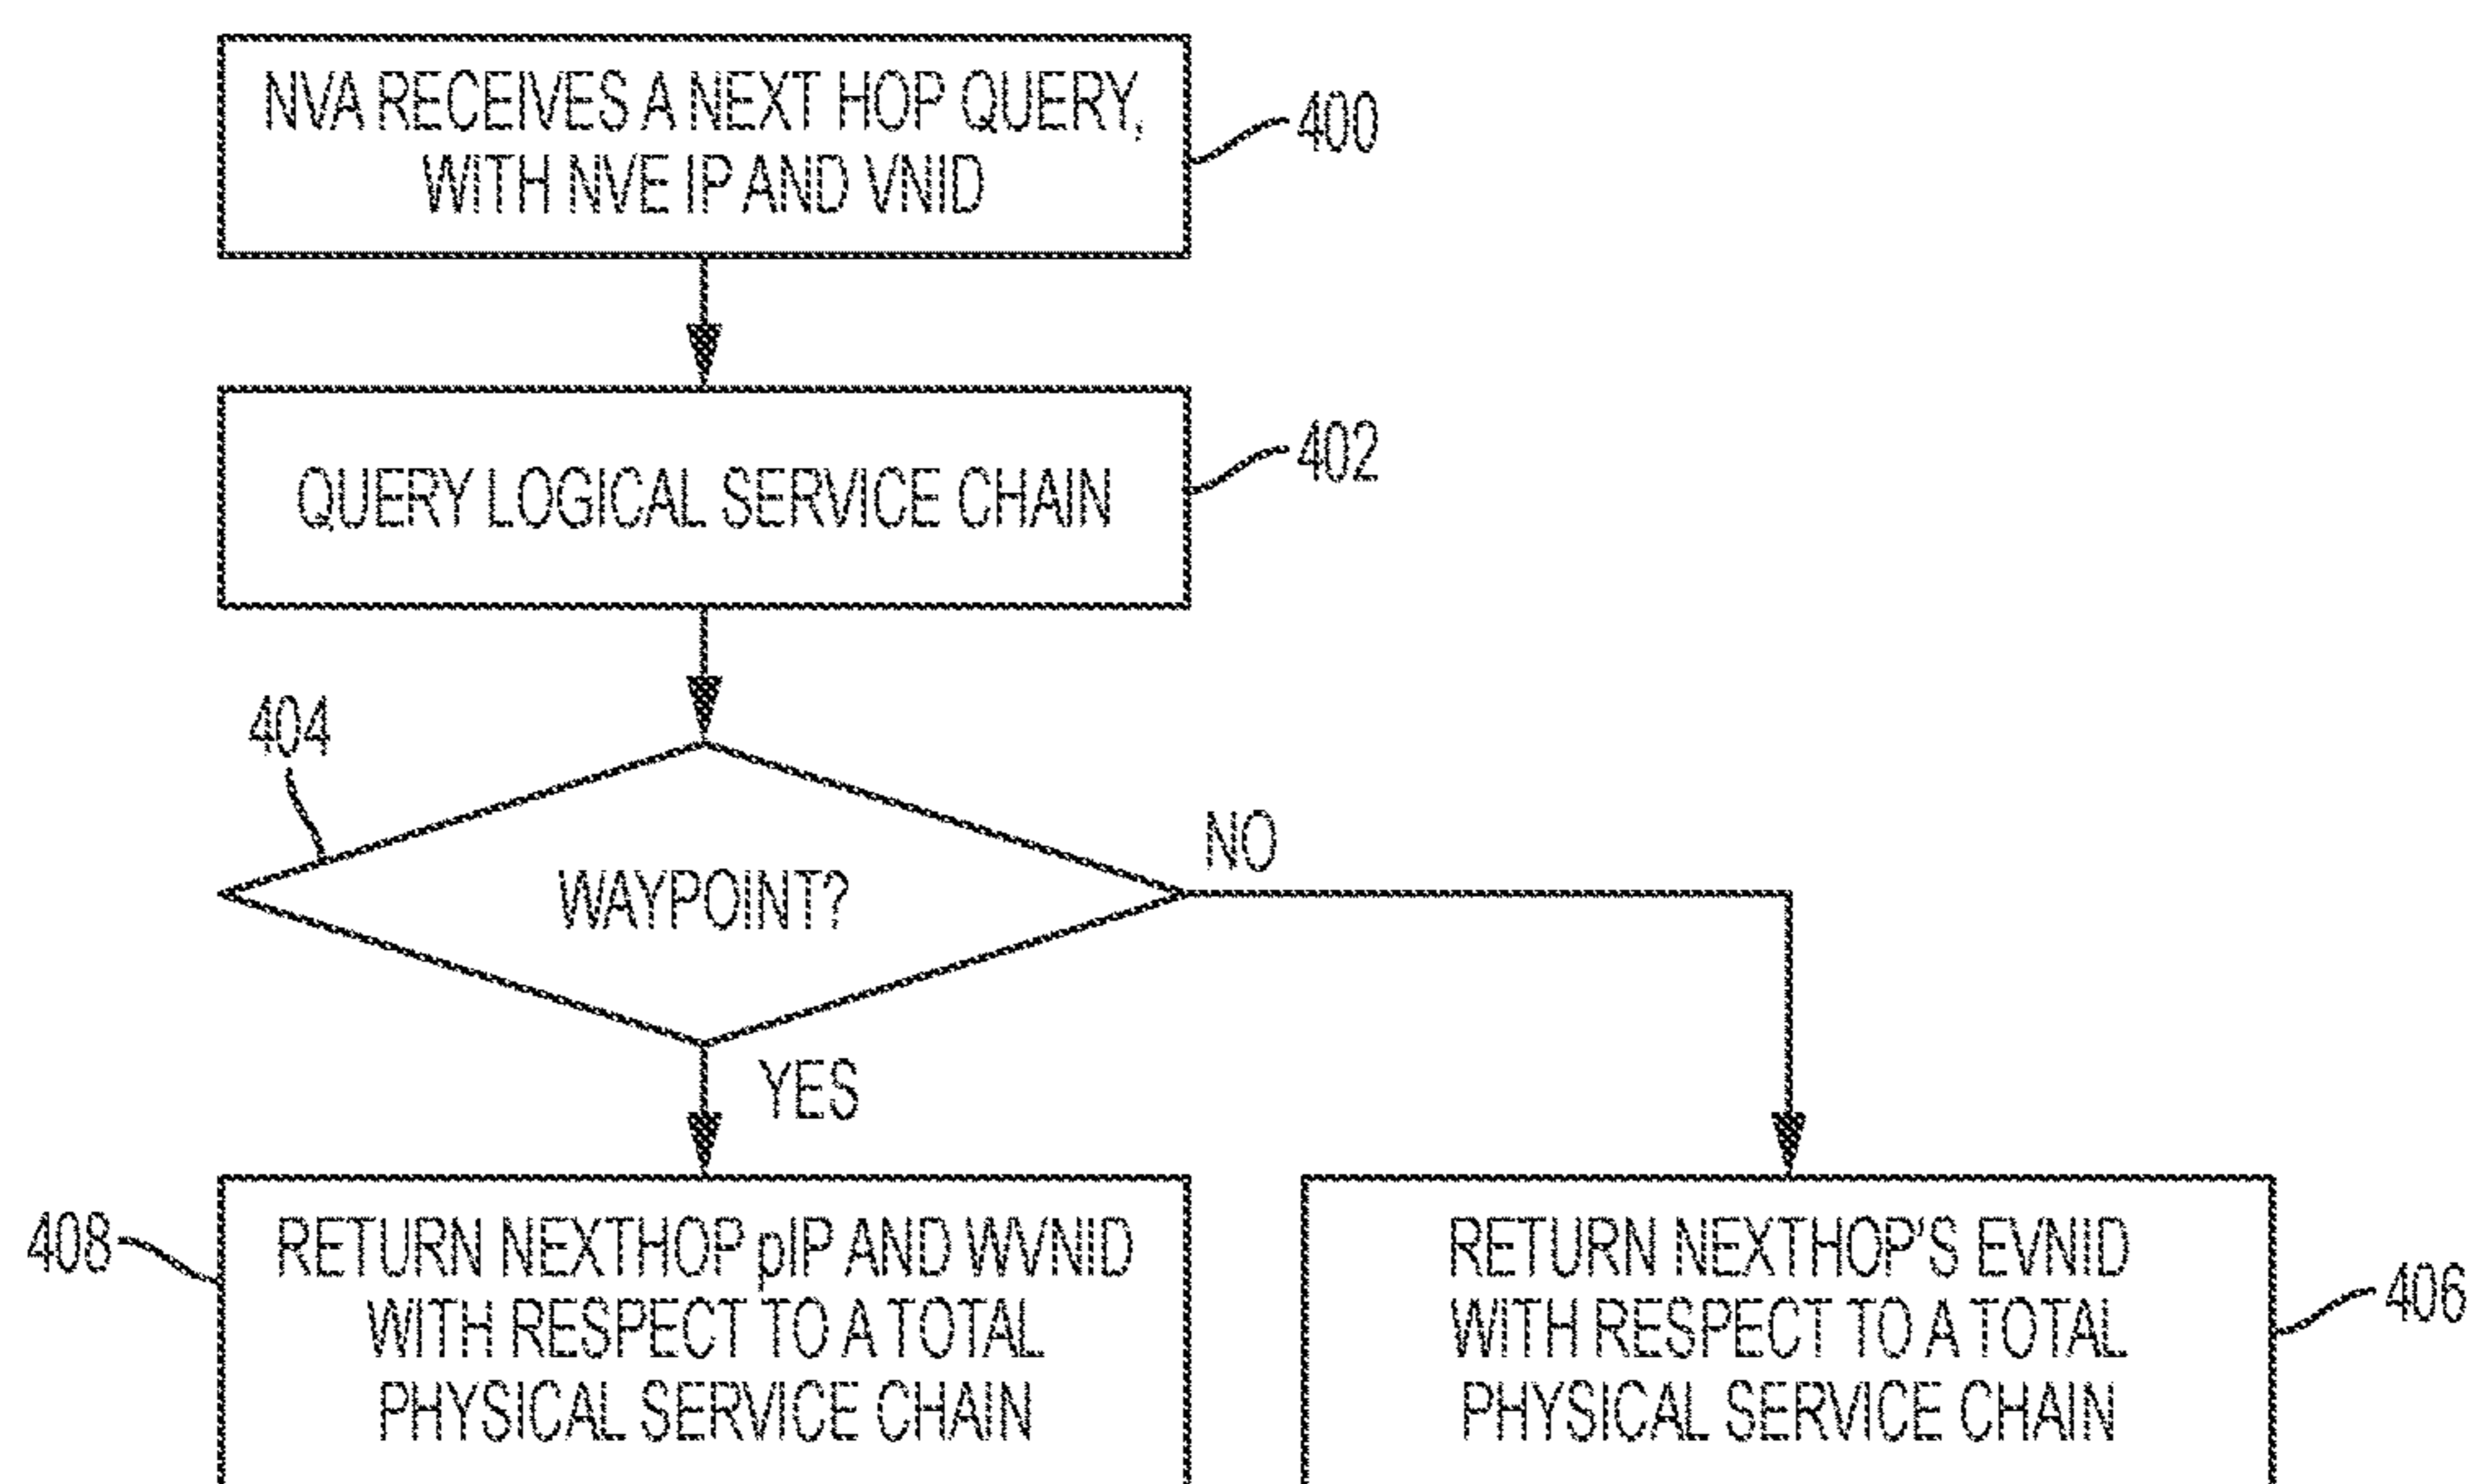 NVA RECEIVES A NEXT HOP QUERY,
WITH NVE IP AND VNID
400
QUERY LOGICAL SERVICE CHAIN
402
404
WAYPOINT?
NO
YES
408
RETURN NEXTHOP pIP AND WVNID
WITH RESPECT TO A TOTAL
PHYSICAL SERVICE CHAIN
RETURN NEXTHOP'S EVNID
WITH RESPECT TO A TOTAL
PHYSICAL SERVICE CHAIN
406